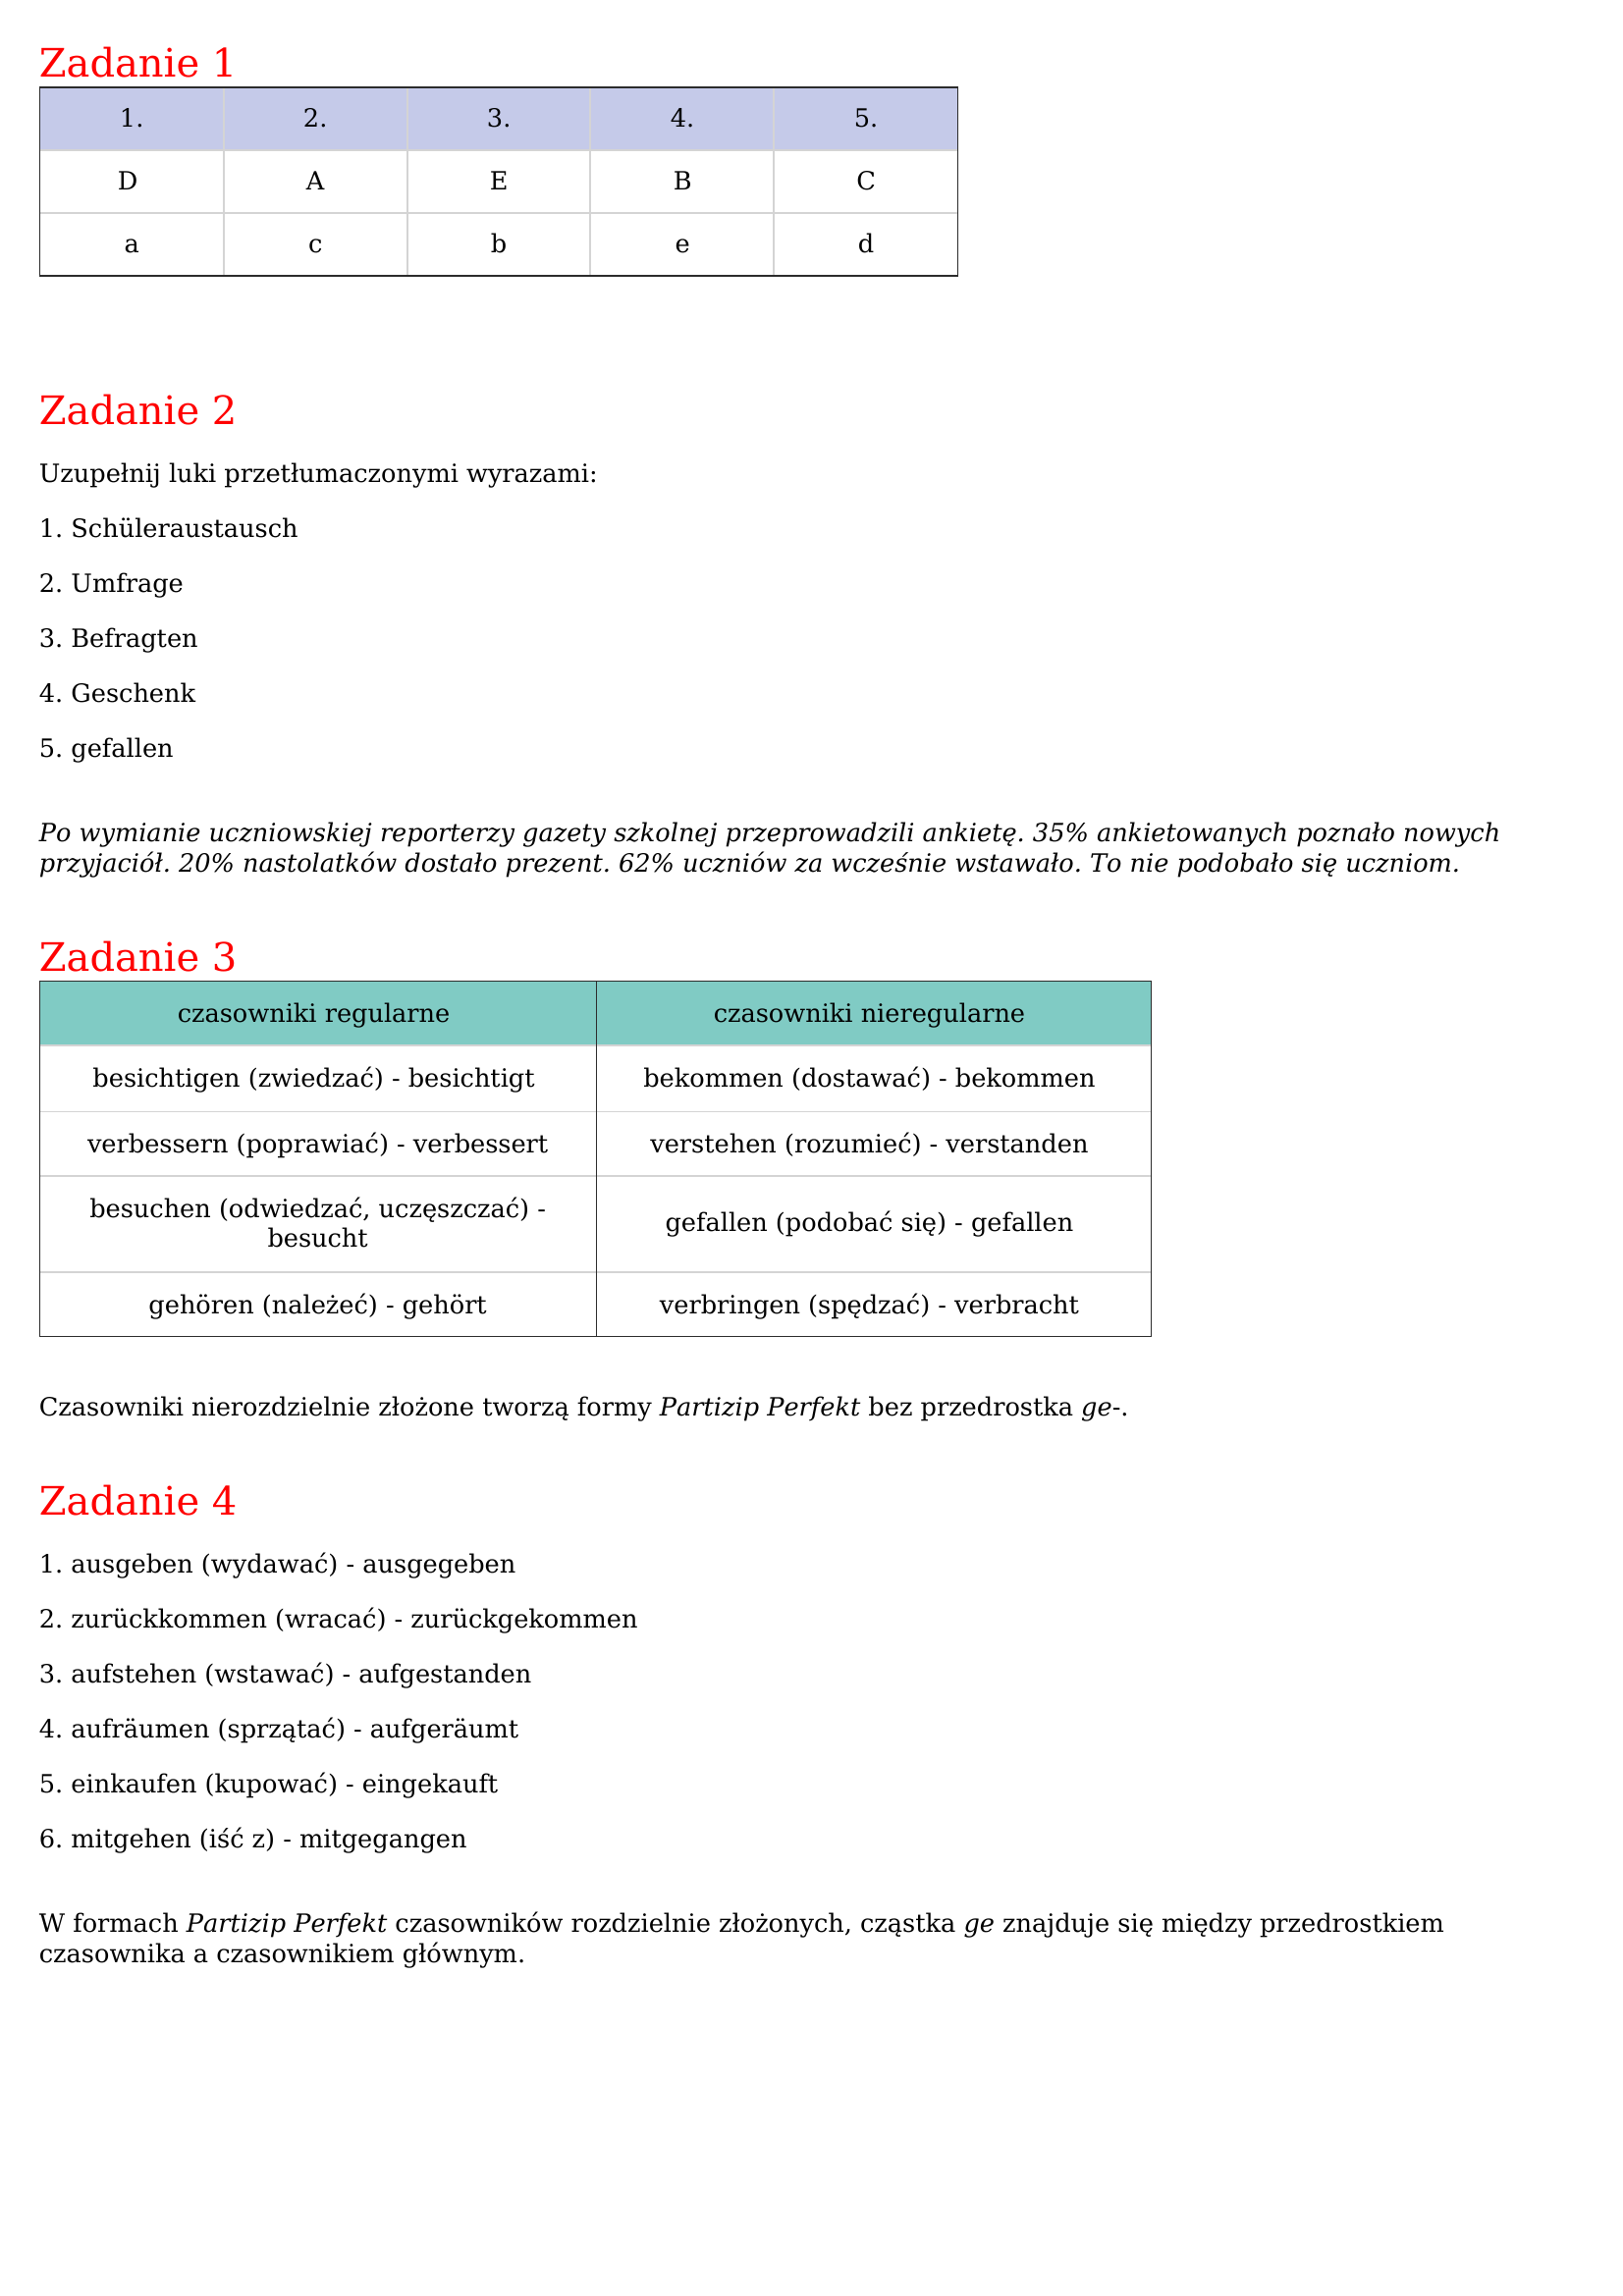 Zadanie 1
1. 2. 3. 4. 5.
D A E B C
a c b e d
Zadanie 2
Uzupełnij luki przetłumaczonymi wyrazami:
1. Schüleraustausch
2. Umfrage
3. Befragten
4. Geschenk
5. gefallen
Po wymianie uczniowskiej reporterzy gazety szkolnej przeprowadzili ankietę. 35% ankietowanych poznało nowych
przyjaciół. 20% nastolatków dostało prezent. 62% uczniów za wcześnie wstawało. To nie podobało się uczniom.
Zadanie 3
czasowniki regularne czasowniki nieregularne
besichtigen (zwiedzać) - besichtigt bekommen (dostawać) - bekommen
verbessern (poprawiać) - verbessert verstehen (rozumieć) - verstanden
besuchen (odwiedzać, uczęszczać) -
besucht
gefallen (podobać się) - gefallen
gehören (należeć) - gehört verbringen (spędzać) - verbracht
Czasowniki nierozdzielnie złożone tworzą formy Partizip Perfekt bez przedrostka ge-.
Zadanie 4
1. ausgeben (wydawać) - ausgegeben
2. zurückkommen (wracać) - zurückgekommen
3. aufstehen (wstawać) - aufgestanden
4. aufräumen (sprzątać) - aufgeräumt
5. einkaufen (kupować) - eingekauft
6. mitgehen (iść z) - mitgegangen
W formach Partizip Perfekt czasowników rozdzielnie złożonych, cząstka ge znajduje się między przedrostkiem
czasownika a czasownikiem głównym.